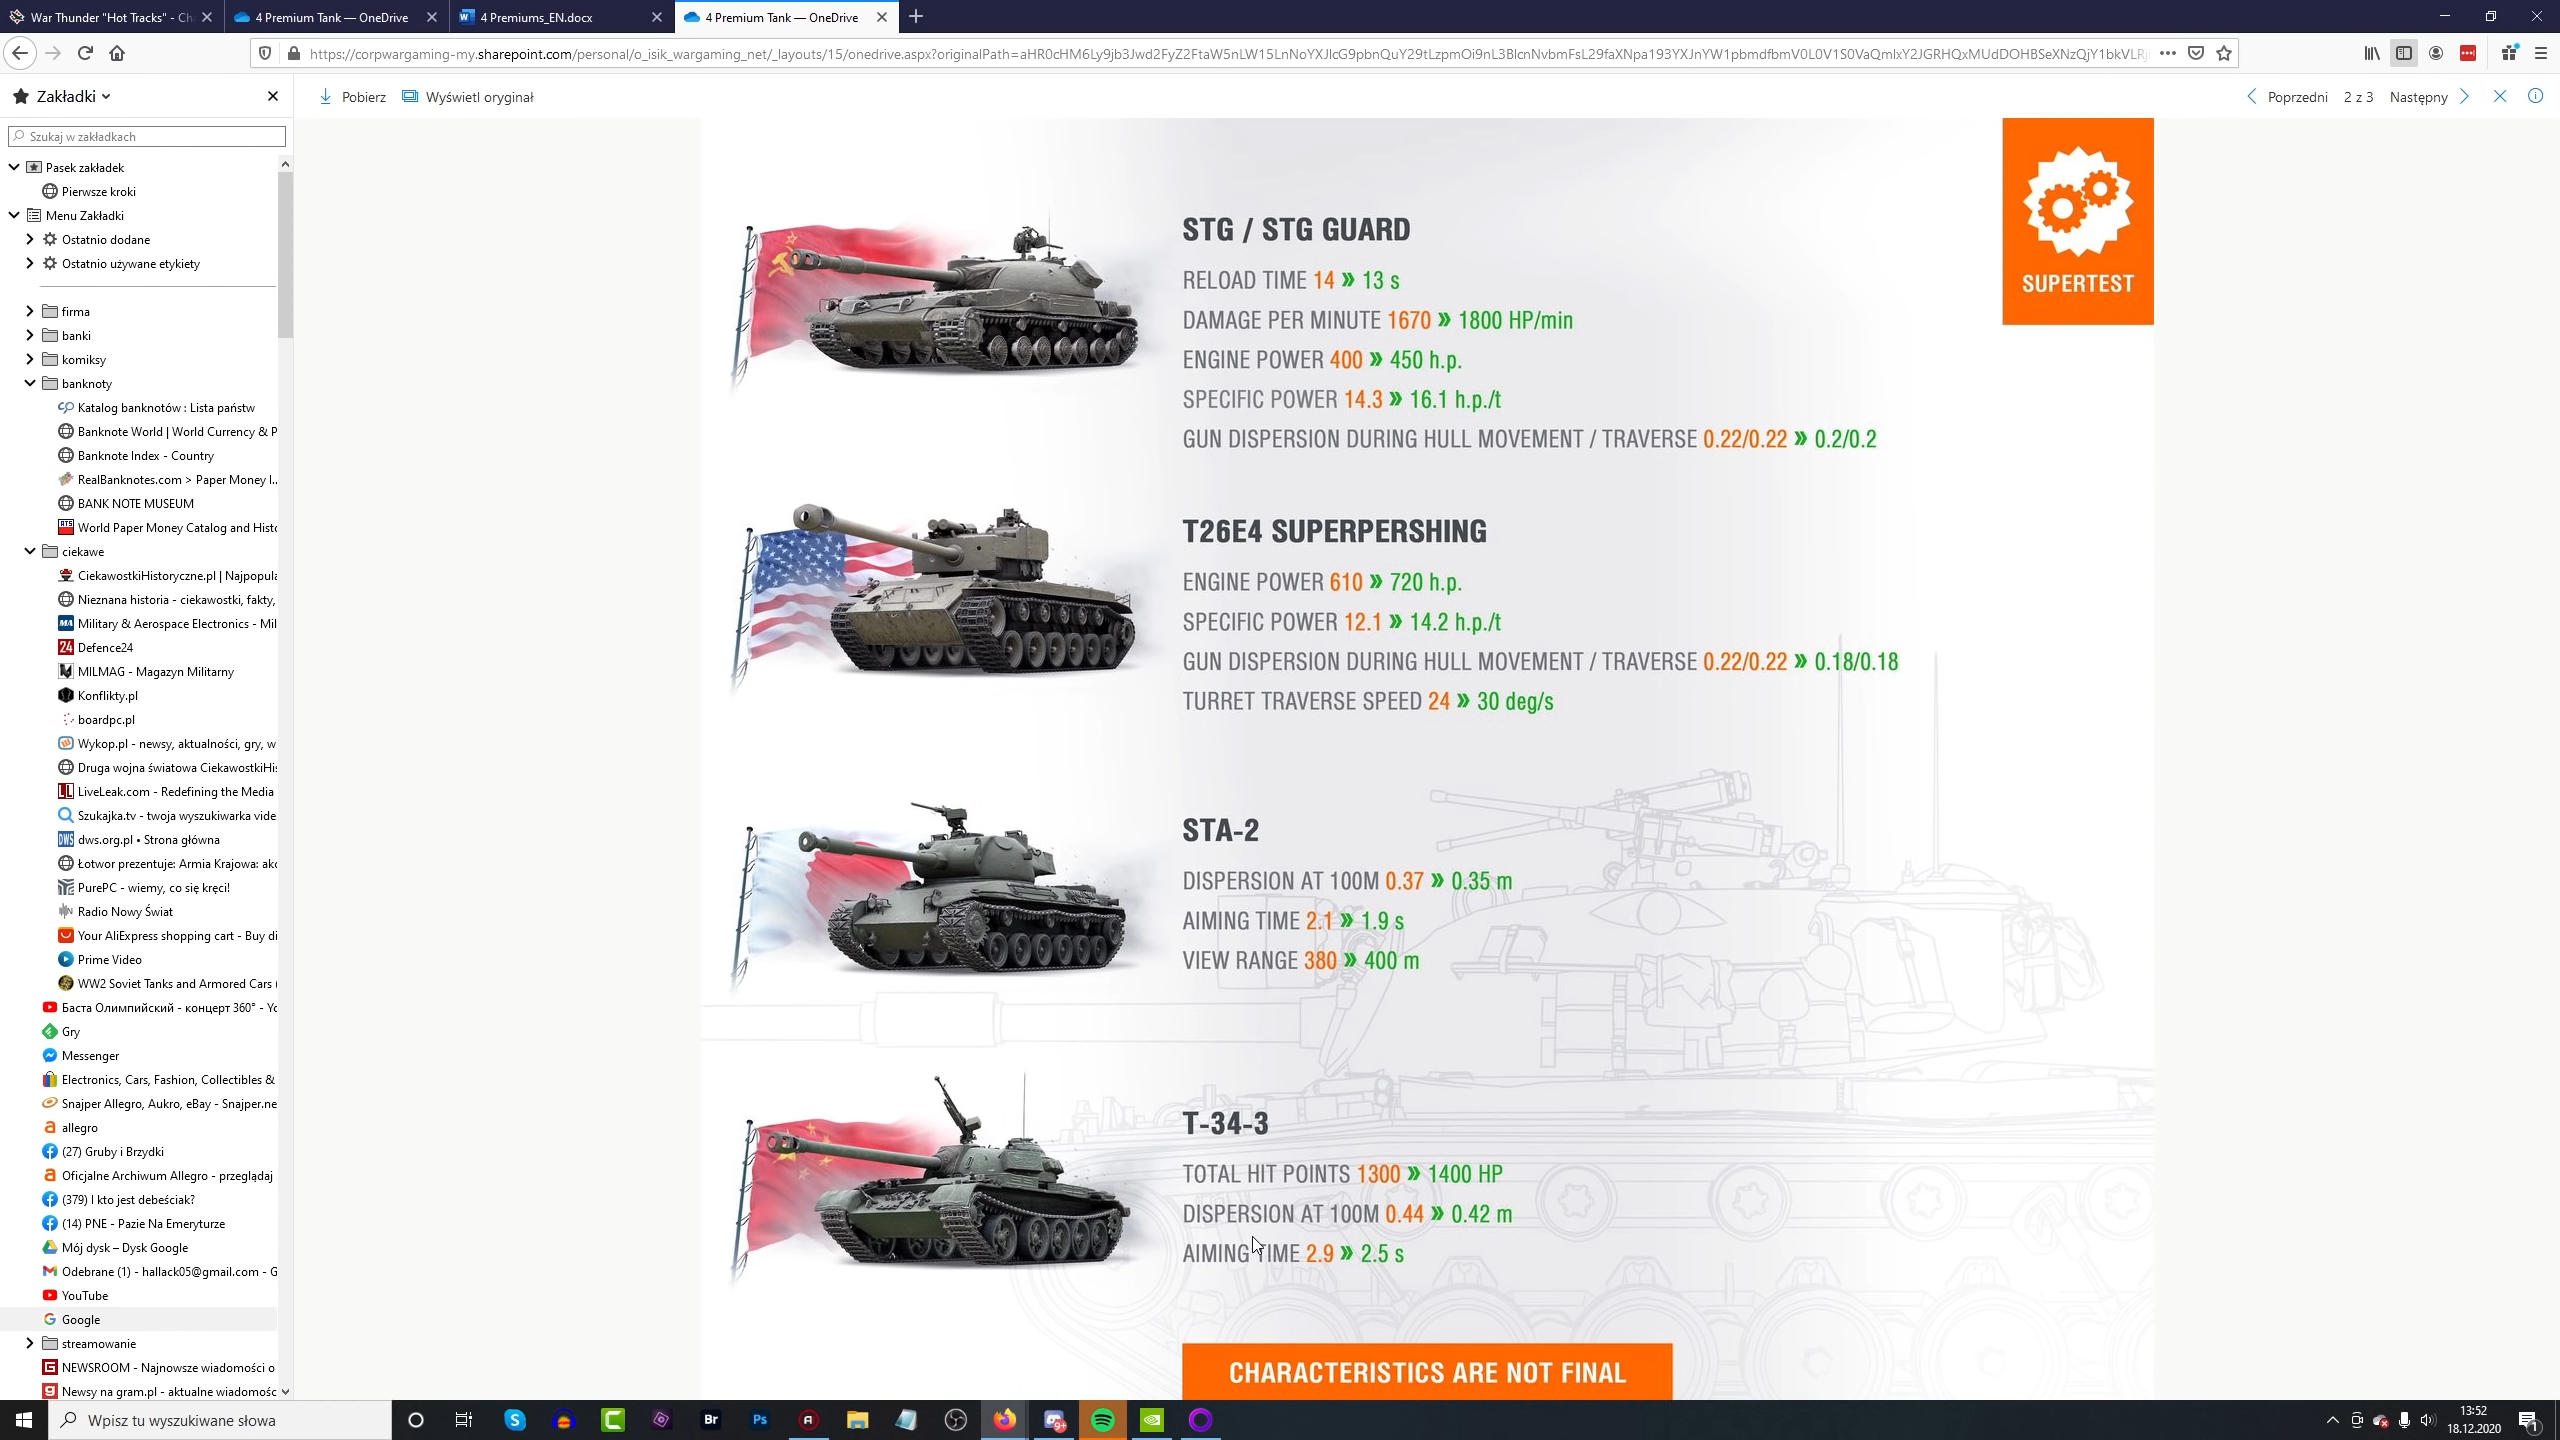 War Thunder "Hot Tracks" - Ch
4 Premium Tank — OneDrive
4 Premiums_EN.docx
4 Premium Tank — OneDrive
https://corpwargaming-my.sharepoint.com/personal/o_isik_wargaming_net/_layouts/15/onedrive.aspx?originalPath=
Zakładki
Pobierz
Wyświetl oryginał
Poprzedni
2 z 3
Następny
Szukaj w zakładkach
Pasek zakładek
Pierwsze kroki
Menu Zakładki
Ostatnio dodane
Ostatnio używane etykiety
firma
banki
komiksy
banknoty
Katalog banknotów : Lista państw
Banknote World | World Currency & P
Banknote Index - Country
RealBanknotes.com > Paper Money I...
BANK NOTE MUSEUM
World Paper Money Catalog and Histo
ciekawe
CiekawostkiHistoryczne.pl | Najpopula
Nieznana historia - ciekawostki, fakty,
Military & Aerospace Electronics - Mil
Defence24
MILMAG - Magazyn Militarny
Konflikty.pl
boardpc.pl
Wykop.pl - newsy, aktualności, gry, w
Druga wojna światowa CiekawostkiHis
LiveLeak.com - Redefining the Media
Szukajka.tv - twoja wyszukiwarka vide
dws.org.pl • Strona główna
Łotwor prezentuje: Armia Krajowa: akc
PurePC - wiemy, co się kręci!
Radio Nowy Świat
Your AliExpress shopping cart - Buy di
Prime Video
WW2 Soviet Tanks and Armored Cars (
Баста Олимпийский - концерт 360° - Yo
Gry
Messenger
Electronics, Cars, Fashion, Collectibles &
Snajper Allegro, Aukro, eBay - Snajper.ne
allegro
(27) Gruby i Brzydki
Oficjalne Archiwum Allegro - przeglądaj
(379) I kto jest debeściak?
(14) PNE - Pazie Na Emeryturze
Mój dysk – Dysk Google
Odebrane (1) - hallack05@gmail.com - G
YouTube
Google
streamowanie
NEWSROOM - Najnowsze wiadomości o
Newsy na gram.pl - aktualne wiadomośc
SUPERTEST
STG / STG GUARD
RELOAD TIME 14 » 13 s
DAMAGE PER MINUTE 1670 » 1800 HP/min
ENGINE POWER 400 » 450 h.p.
SPECIFIC POWER 14.3 » 16.1 h.p./t
GUN DISPERSION DURING HULL MOVEMENT / TRAVERSE 0.22/0.22 » 0.2/0.2
T26E4 SUPERPERSHING
ENGINE POWER 610 » 720 h.p.
SPECIFIC POWER 12.1 » 14.2 h.p./t
GUN DISPERSION DURING HULL MOVEMENT / TRAVERSE 0.22/0.22 » 0.18/0.18
TURRET TRAVERSE SPEED 24 » 30 deg/s
STA-2
DISPERSION AT 100M 0.37 » 0.35 m
AIMING TIME 2.1 » 1.9 s
VIEW RANGE 380 » 400 m
T-34-3
TOTAL HIT POINTS 1300 » 1400 HP
DISPERSION AT 100M 0.44 » 0.42 m
AIMING TIME 2.9 » 2.5 s
CHARACTERISTICS ARE NOT FINAL
Wpisz tu wyszukiwane słowa
Br
Ps
9+
13:52
18.12.2020
1